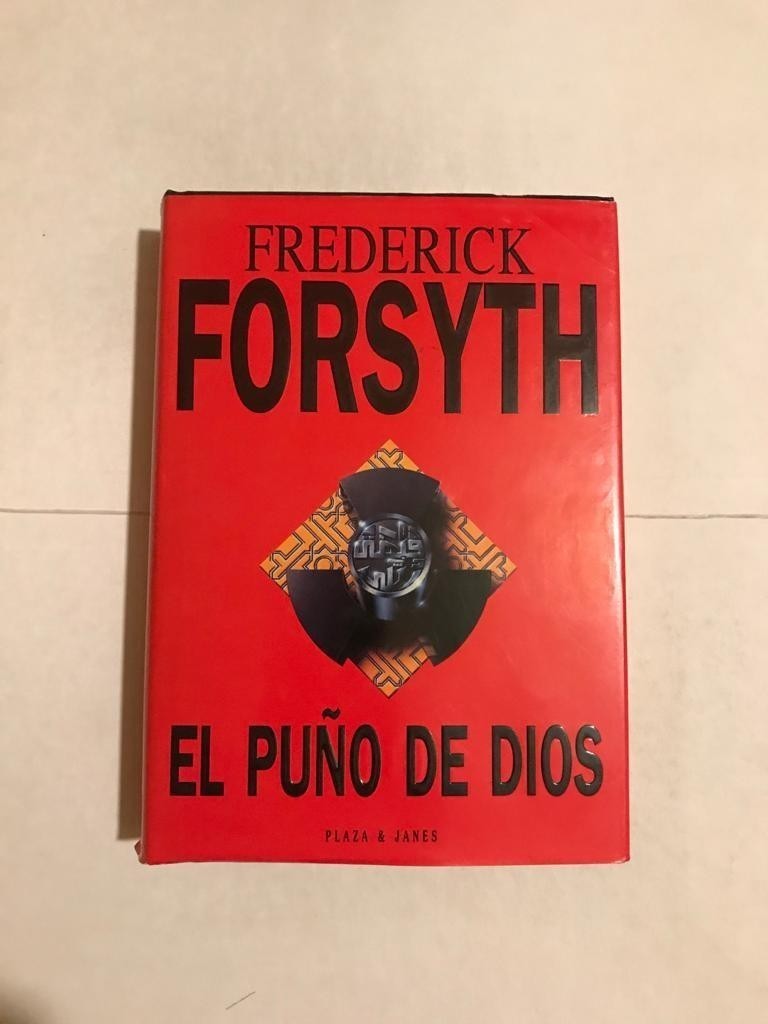 FREDERICK
FORSYTH
EL PUÑO DE DIOS
PLAZA & JANES